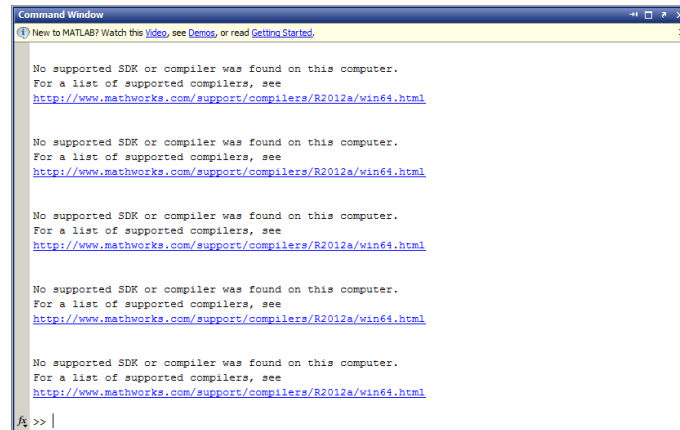 Command Window
New to MATLAB? Watch this Video, see Demos, or read Getting Started.
No supported SDK or compiler was found on this computer.
For a list of supported compilers, see
http://www.mathworks.com/support/compilers/R2012a/win64.html
No supported SDK or compiler was found on this computer.
For a list of supported compilers, see
http://www.mathworks.com/support/compilers/R2012a/win64.html
No supported SDK or compiler was found on this computer.
For a list of supported compilers, see
http://www.mathworks.com/support/compilers/R2012a/win64.html
No supported SDK or compiler was found on this computer.
For a list of supported compilers, see
http://www.mathworks.com/support/compilers/R2012a/win64.html
No supported SDK or compiler was found on this computer.
For a list of supported compilers, see
http://www.mathworks.com/support/compilers/R2012a/win64.html
fx >>